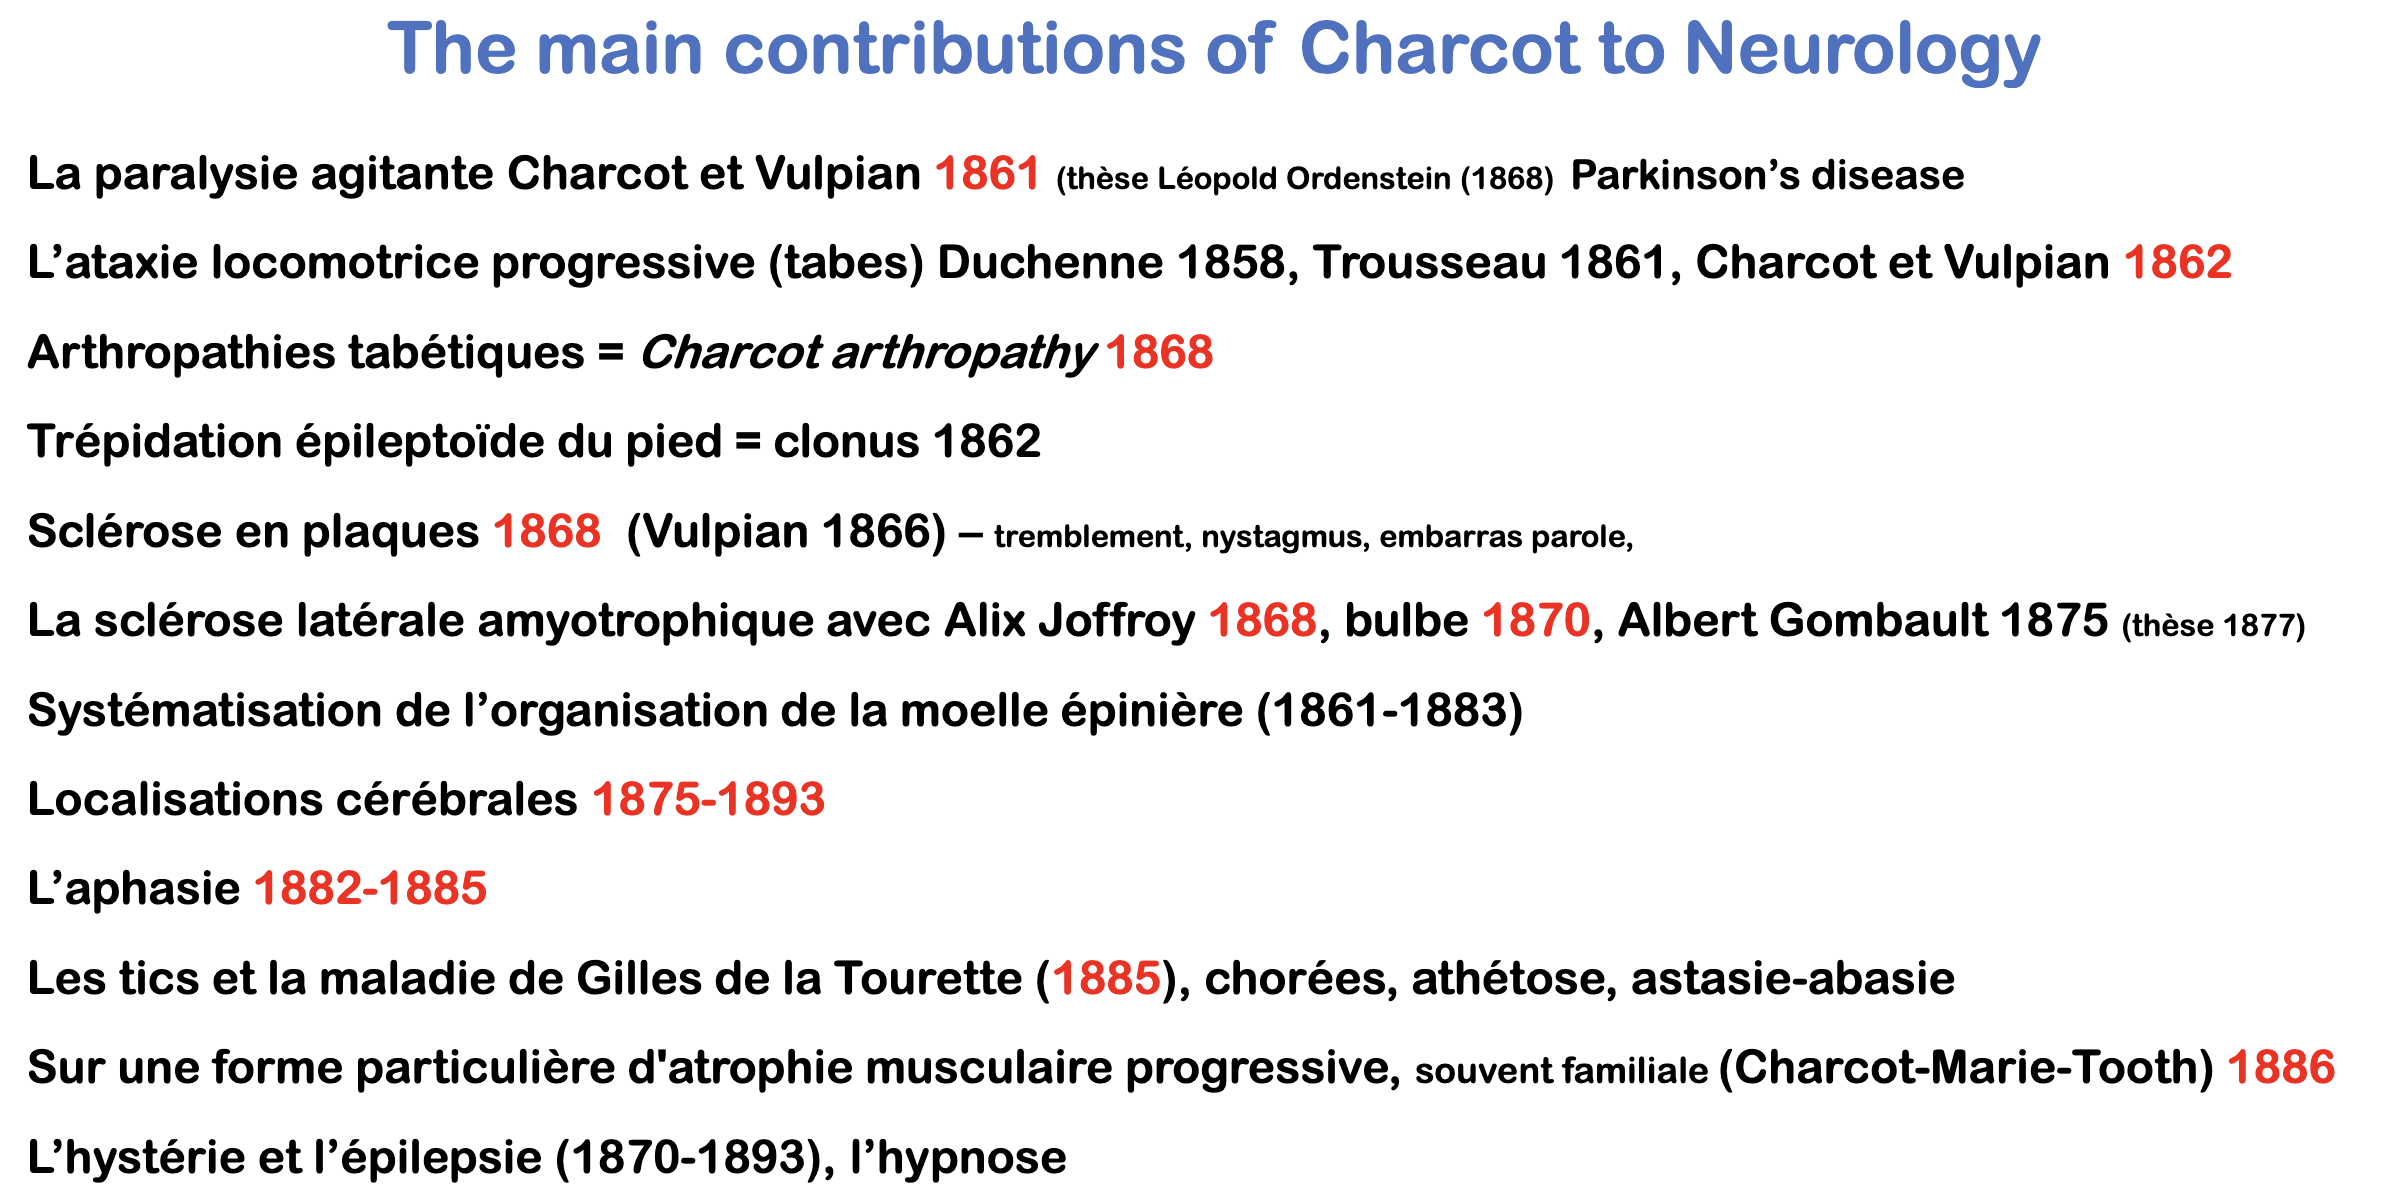 The main contributions of Charcot to Neurology
La paralysie agitante Charcot et Vulpian 1861 (thèse Léopold Ordenstein (1868) Parkinson’s disease
L’ataxie locomotrice progressive (tabes) Duchenne 1858, Trousseau 1861, Charcot et Vulpian 1862
Arthropathies tabétiques = Charcot arthropathy 1868
Trépidation épileptoïde du pied = clonus 1862
Sclérose en plaques 1868 (Vulpian 1866) – tremblement, nystagmus, embarras parole,
La sclérose latérale amyotrophique avec Alix Joffroy 1868, bulbe 1870, Albert Gombault 1875 (thèse 1877)
Systématisation de l’organisation de la moelle épinière (1861-1883)
Localisations cérébrales 1875-1893
L’aphasie 1882-1885
Les tics et la maladie de Gilles de la Tourette (1885), chorées, athétose, astasie-abasie
Sur une forme particulière d'atrophie musculaire progressive, souvent familiale (Charcot-Marie-Tooth) 1886
L’hystérie et l’épilepsie (1870-1893), l’hypnose